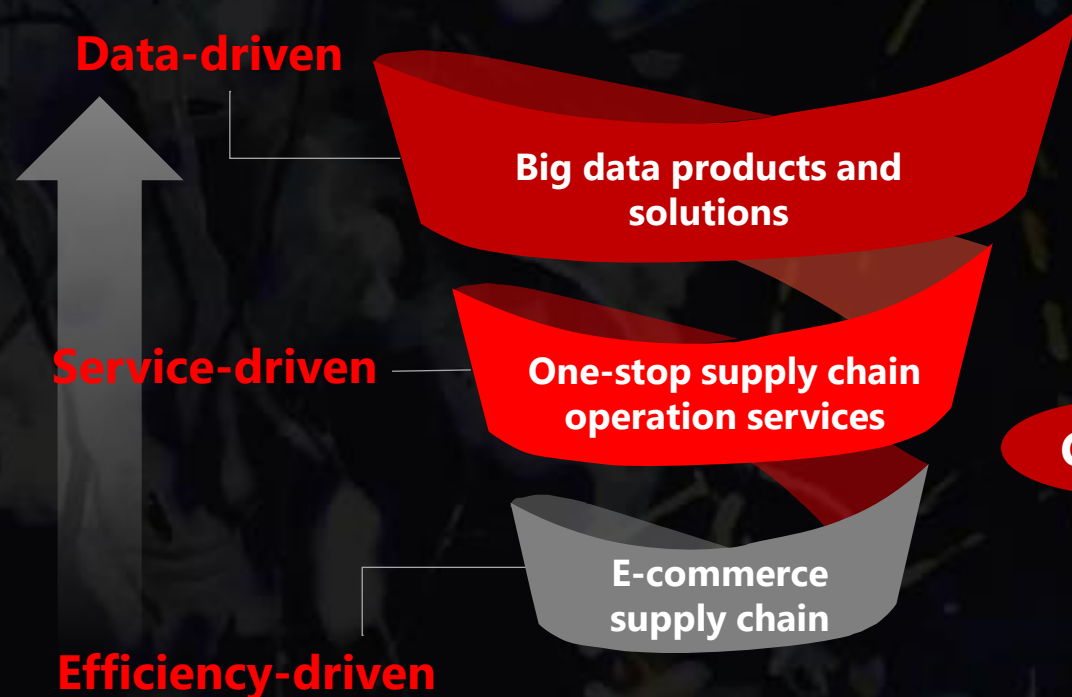 Data-driven
Big data products and
solutions
Service-driven
One-stop supply chain
operation services
E-commerce
supply chain
Efficiency-driven